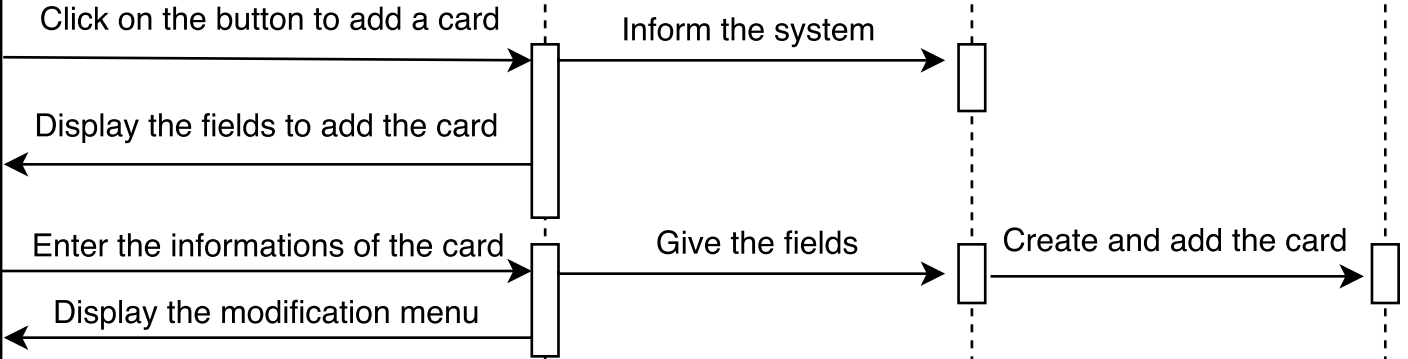 Click on the button to add a card
Inform the system
Display the fields to add the card
Enter the informations of the card
Give the fields
Create and add the card
Display the modification menu